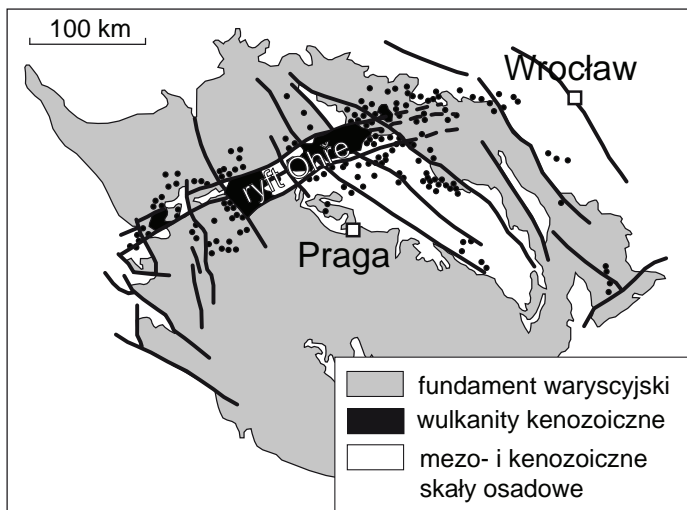 100 km
Wrocław
ryft Ohře
Praga
fundament waryscyjski
wulkanity kenozoiczne
mezo- i kenozoiczne
skały osadowe